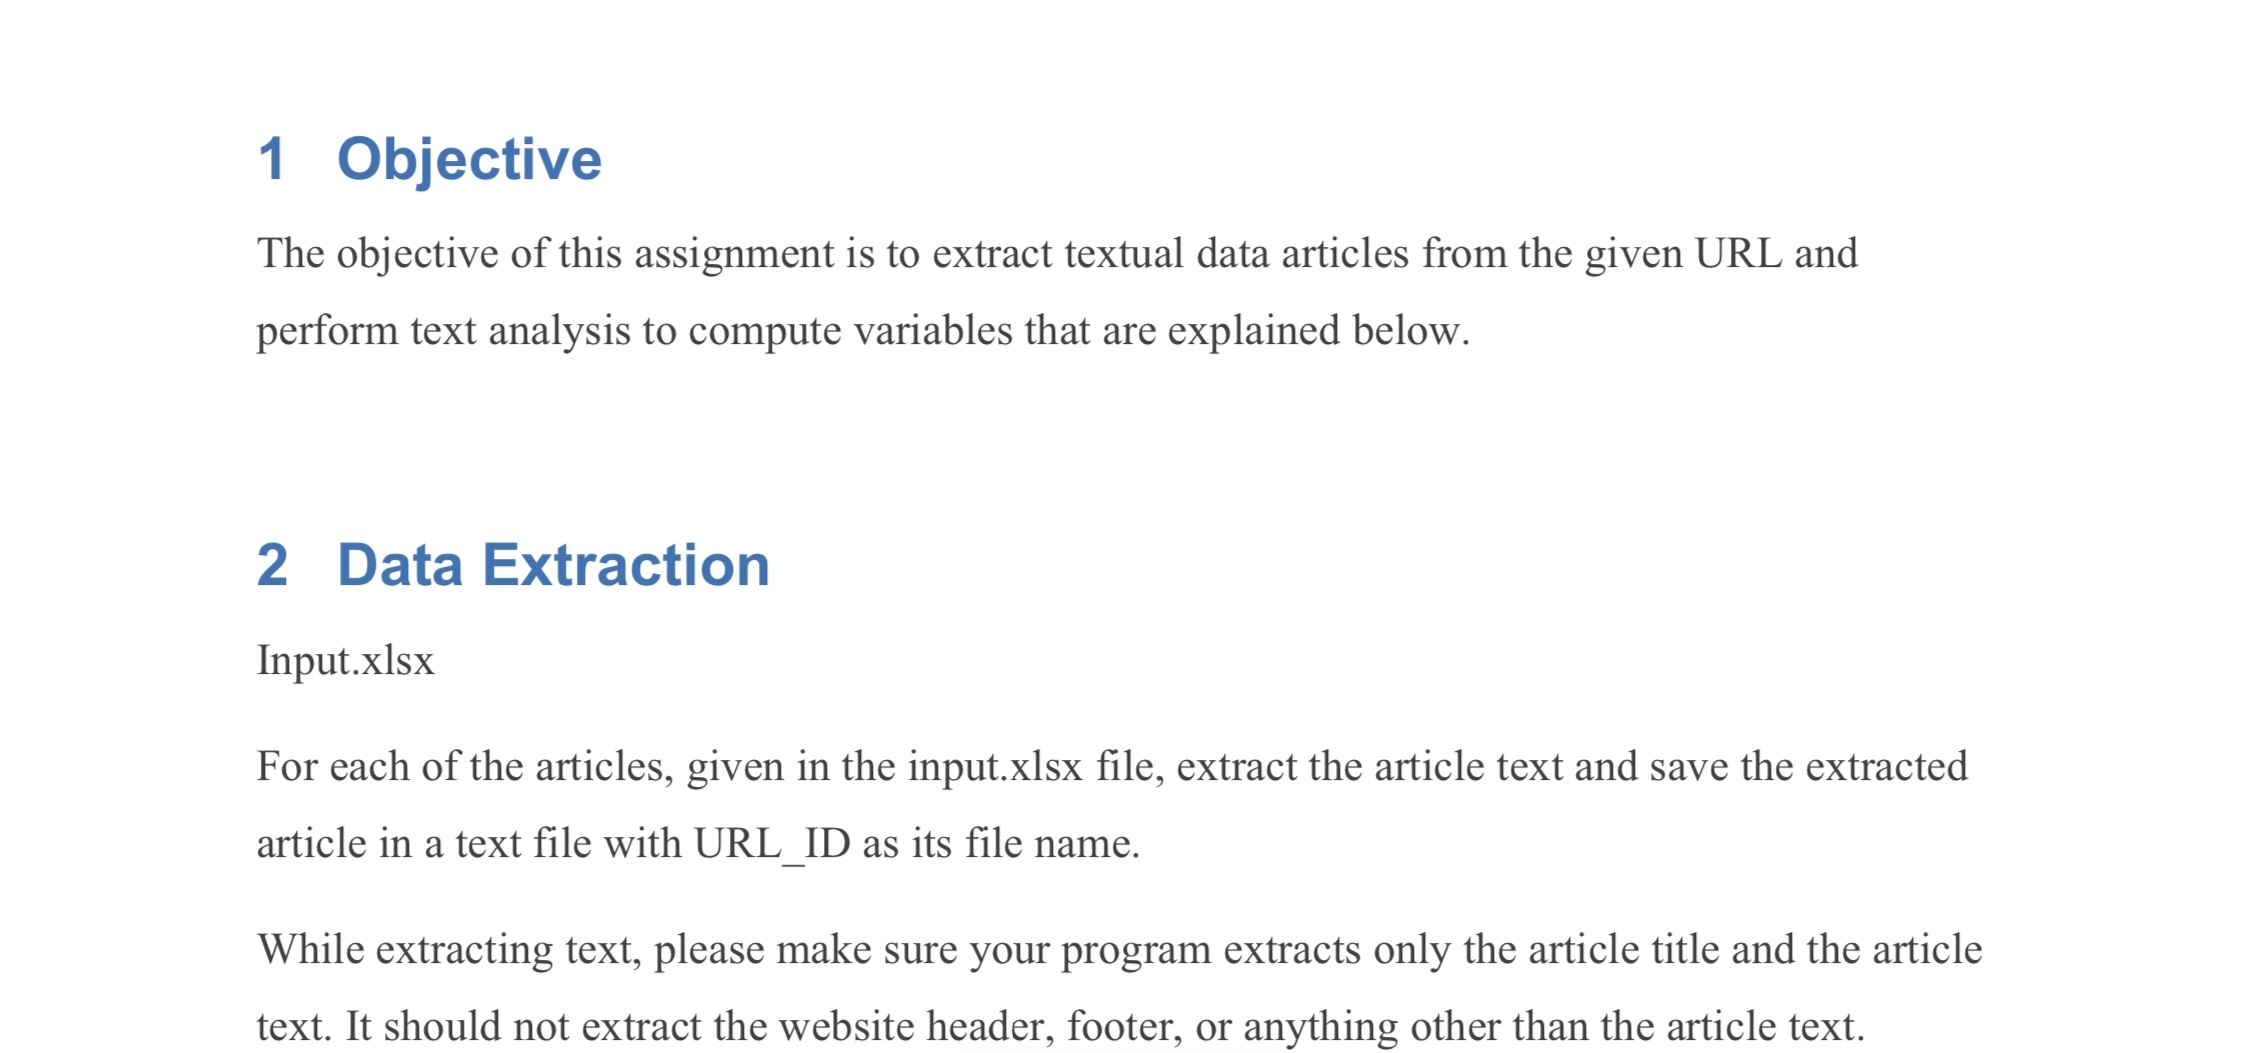 1 Objective
The objective of this assignment is to extract textual data articles from the given URL and
perform text analysis to compute variables that are explained below.
2 Data Extraction
Input.xlsx
For each of the articles, given in the input.xlsx file, extract the article text and save the extracted
article in a text file with URL_ID as its file name.
While extracting text, please make sure your program extracts only the article title and the article
text. It should not extract the website header, footer, or anything other than the article text.